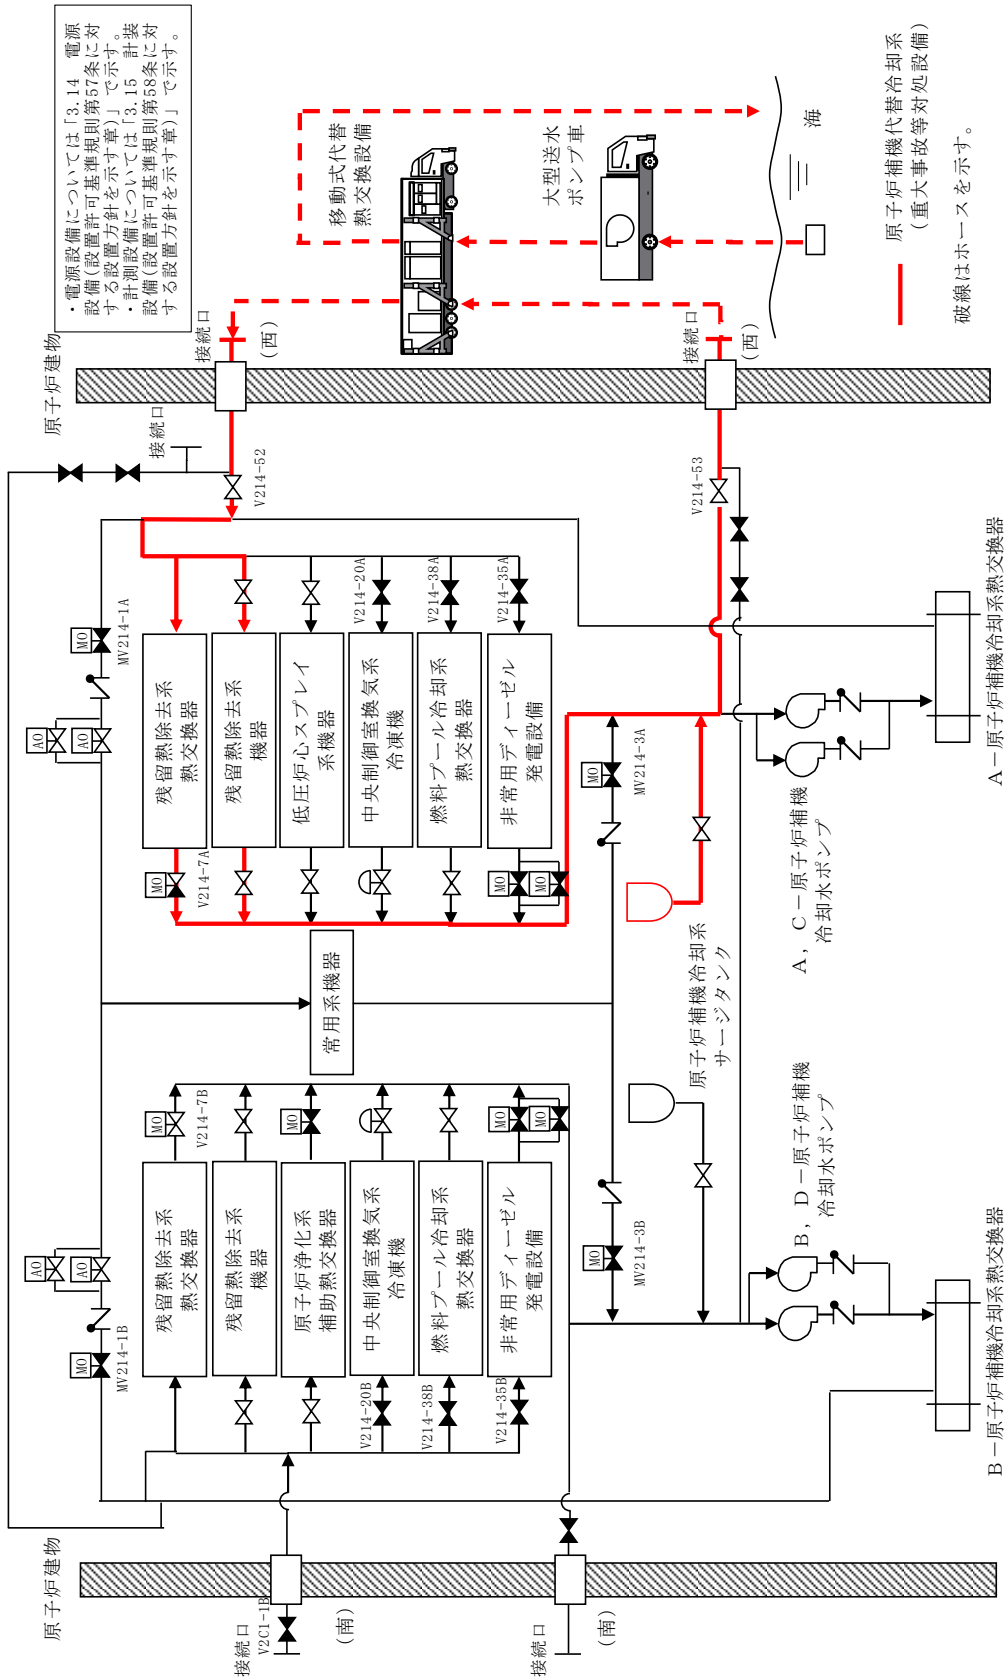 ・電源設備については「3.14　電源
設備(設置許可基準規則第57条に対
する設置方針を示す章)」で示す。
・計測設備については「3.15　計装
設備(設置許可基準規則第58条に対
する設置方針を示す章)」で示す。
原子炉建物
接続口
V2C1-1B
(南)
接続口
(南)
原子炉建物
接続口
接続口
(西)
接続口
(西)
移動式代替
熱交換設備
大型送水
ポンプ車
海
原子炉補機代替冷却系
(重大事故等対処設備)
破線はホースを示す。
MO
MV214-1B
AO
AO
AO
AO
MO
MV214-1A
V214-52
V214-53
残留熱除去系
熱交換器
MO
V214-7B
残留熱除去系
機器
原子炉浄化系
補助熱交換器
MO
V214-20B
中央制御室換気系
冷凍機
V214-38B
燃料プール冷却系
熱交換器
V214-35B
非常用ディーゼル
発電設備
MO
MO
常用系機器
MO
V214-7A
残留熱除去系
熱交換器
残留熱除去系
機器
低圧炉心スプレイ
系機器
中央制御室換気系
冷凍機
V214-20A
燃料プール冷却系
熱交換器
V214-38A
MO
MO
非常用ディーゼル
発電設備
V214-35A
MO
MV214-3B
MO
MV214-3A
原子炉補機冷却系
サージタンク
B，D－原子炉補機
冷却水ポンプ
A，C－原子炉補機
冷却水ポンプ
B－原子炉補機冷却系熱交換器
A－原子炉補機冷却系熱交換器